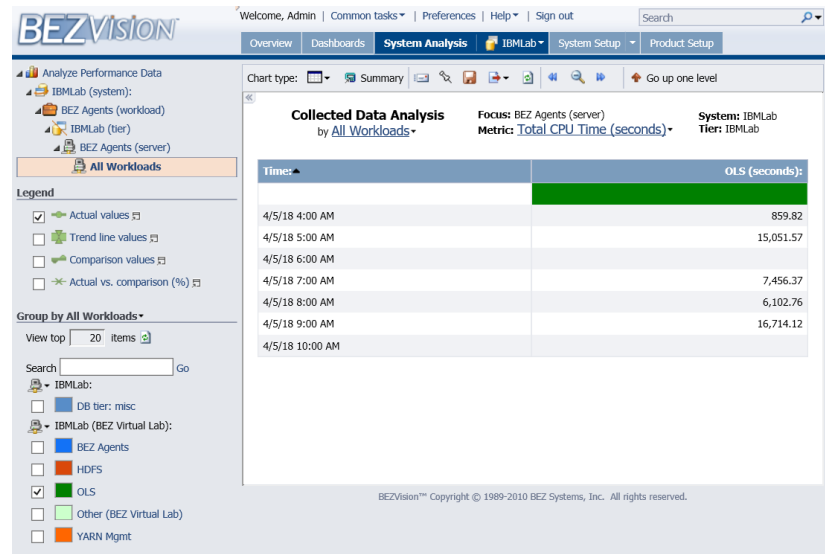 BEZVISION™
Welcome, Admin | Common tasks | Preferences | Help | Sign out
Search
Overview
Dashboards
System Analysis
IBMLab
System Setup
Product Setup
Analyze Performance Data
IBMLab (system):
BEZ Agents (workload)
IBMLab (tier)
BEZ Agents (server)
All Workloads
Legend
Actual values
Trend line values
Comparison values
Actual vs. comparison (%)
Group by All Workloads
View top 20 items
Search Go
IBMLab:
DB tier: misc
IBMLab (BEZ Virtual Lab):
BEZ Agents
HDFS
OLS
Other (BEZ Virtual Lab)
YARN Mgmt
Chart type: Summary Go up one level
Collected Data Analysis
by All Workloads
Focus: BEZ Agents (server)
Metric: Total CPU Time (seconds)
System: IBMLab
Tier: IBMLab
Time: OLS (seconds):
4/5/18 4:00 AM 859.82
4/5/18 5:00 AM 15,051.57
4/5/18 6:00 AM
4/5/18 7:00 AM 7,456.37
4/5/18 8:00 AM 6,102.76
4/5/18 9:00 AM 16,714.12
4/5/18 10:00 AM
BEZVision™ Copyright © 1989-2010 BEZ Systems, Inc. All rights reserved.